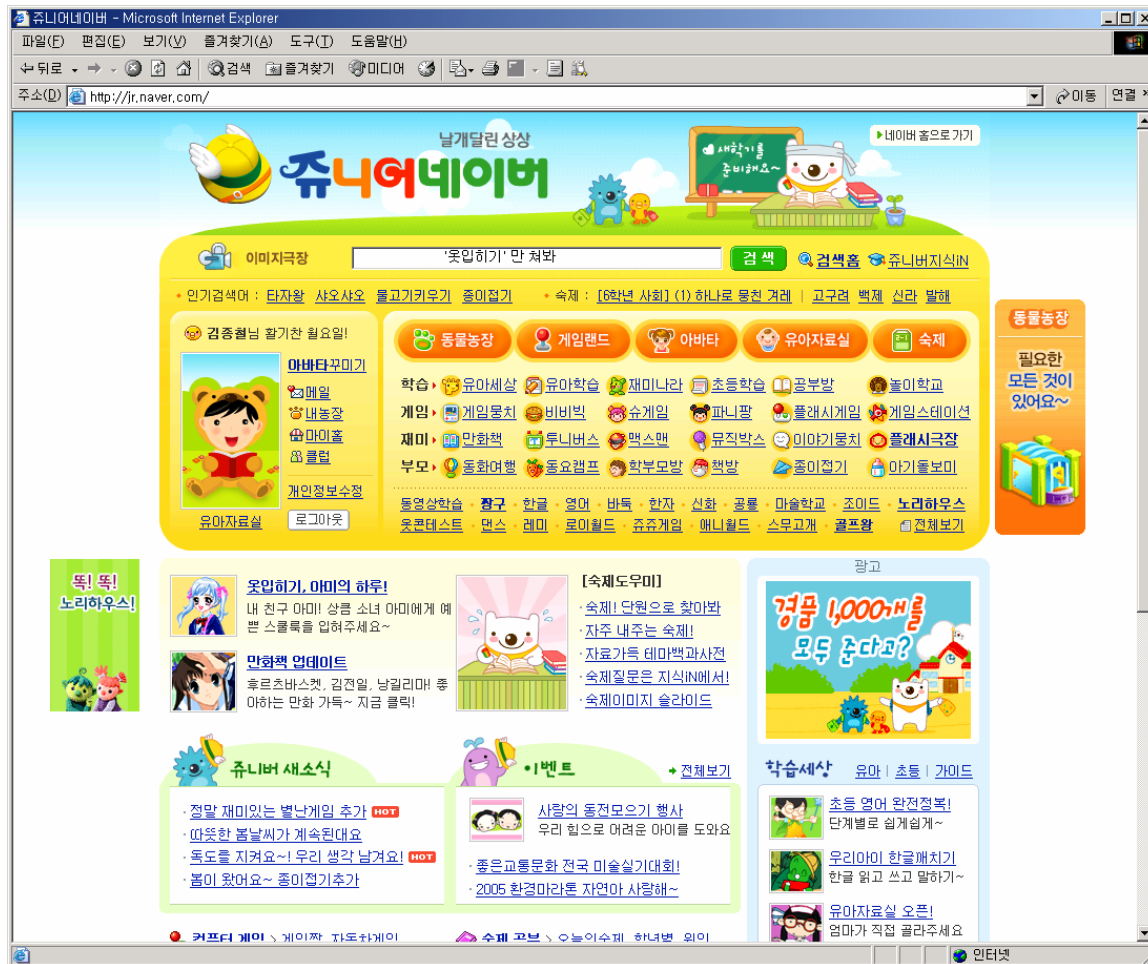 쥬니어네이버 - Microsoft Internet Explorer
파일(F) 편집(E) 보기(V) 즐겨찾기(A) 도구(T) 도움말(H)
뒤로 검색 즐겨찾기 미디어
주소(D) http://jr.naver.com/ 이동 연결 »
날개달린 상상
쥬니어네이버
새학기를
준비해요~
네이버 홈으로 가기
이미지극장 '옷입히기' 만 쳐봐 검색 검색홈 쥬니버지식iN
인기검색어 : 타자왕 샤오샤오 물고기키우기 종이접기 • 숙제 : [6학년 사회] (1) 하나로 뭉친 겨레 | 고구려 백제 신라 발해
김종철님 활기찬 월요일!
아바타꾸미기
메일
내농장
마이홈
클럽
개인정보수정
유아자료실 로그아웃
동물농장 게임랜드 아바타 유아자료실 숙제
학습 유아세상 유아학습 재미나라 초등학습 공부방 놀이학교
게임 게임뭉치 비비빅 슈게임 파니팡 플래시게임 게임스테이션
재미 만화책 투니버스 맥스맨 뮤직박스 이야기뭉치 플래시극장
부모 동화여행 동요캠프 학부모방 책방 종이접기 아기돌보미
동영상학습 · 짱구 · 한글 · 영어 · 바둑 · 한자 · 신화 · 공룡 · 마술학교 · 조이드 · 노리하우스
옷콘테스트 · 댄스 · 레미 · 로이월드 · 쥬쥬게임 · 애니월드 · 스무고개 · 골프왕 전체보기
동물농장
필요한
모든 것이
있어요~
똑! 똑!
노리하우스!
옷입히기, 아미의 하루!
내 친구 아미! 상큼 소녀 아미에게 예
쁜 스쿨룩을 입혀주세요~
만화책 업데이트
후르츠바스켓, 김전일, 낭길리마! 좋
아하는 만화 가득~ 지금 클릭!
[숙제도우미]
· 숙제! 단원으로 찾아봐
· 자주 내주는 숙제!
· 자료가득 테마백과사전
· 숙제질문은 지식iN에서!
· 숙제이미지 슬라이드
광고
경품 1,000개를
모두 준다고?
쥬니버 새소식
· 정말 재미있는 별난게임 추가 HOT
· 따뜻한 봄날씨가 계속된대요
· 독도를 지켜요~! 우리 생각 남겨요! HOT
· 봄이 왔어요~ 종이접기추가
이벤트 전체보기
사랑의 동전모으기 행사
우리 힘으로 어려운 아이를 도와요
· 좋은교통문화 전국 미술실기대회!
· 2005 환경마라톤 자연아 사랑해~
학습세상 유아 | 초등 | 가이드
초등 영어 완전정복!
단계별로 쉽게쉽게~
우리아이 한글깨치기
한글 읽고 쓰고 말하기~
유아자료실 오픈!
엄마가 직접 골라주세요
컴퓨터 게임 > 게임짱, 자동차게임
숙제 공부 > 오늘의숙제, 학년별, 위인
인터넷